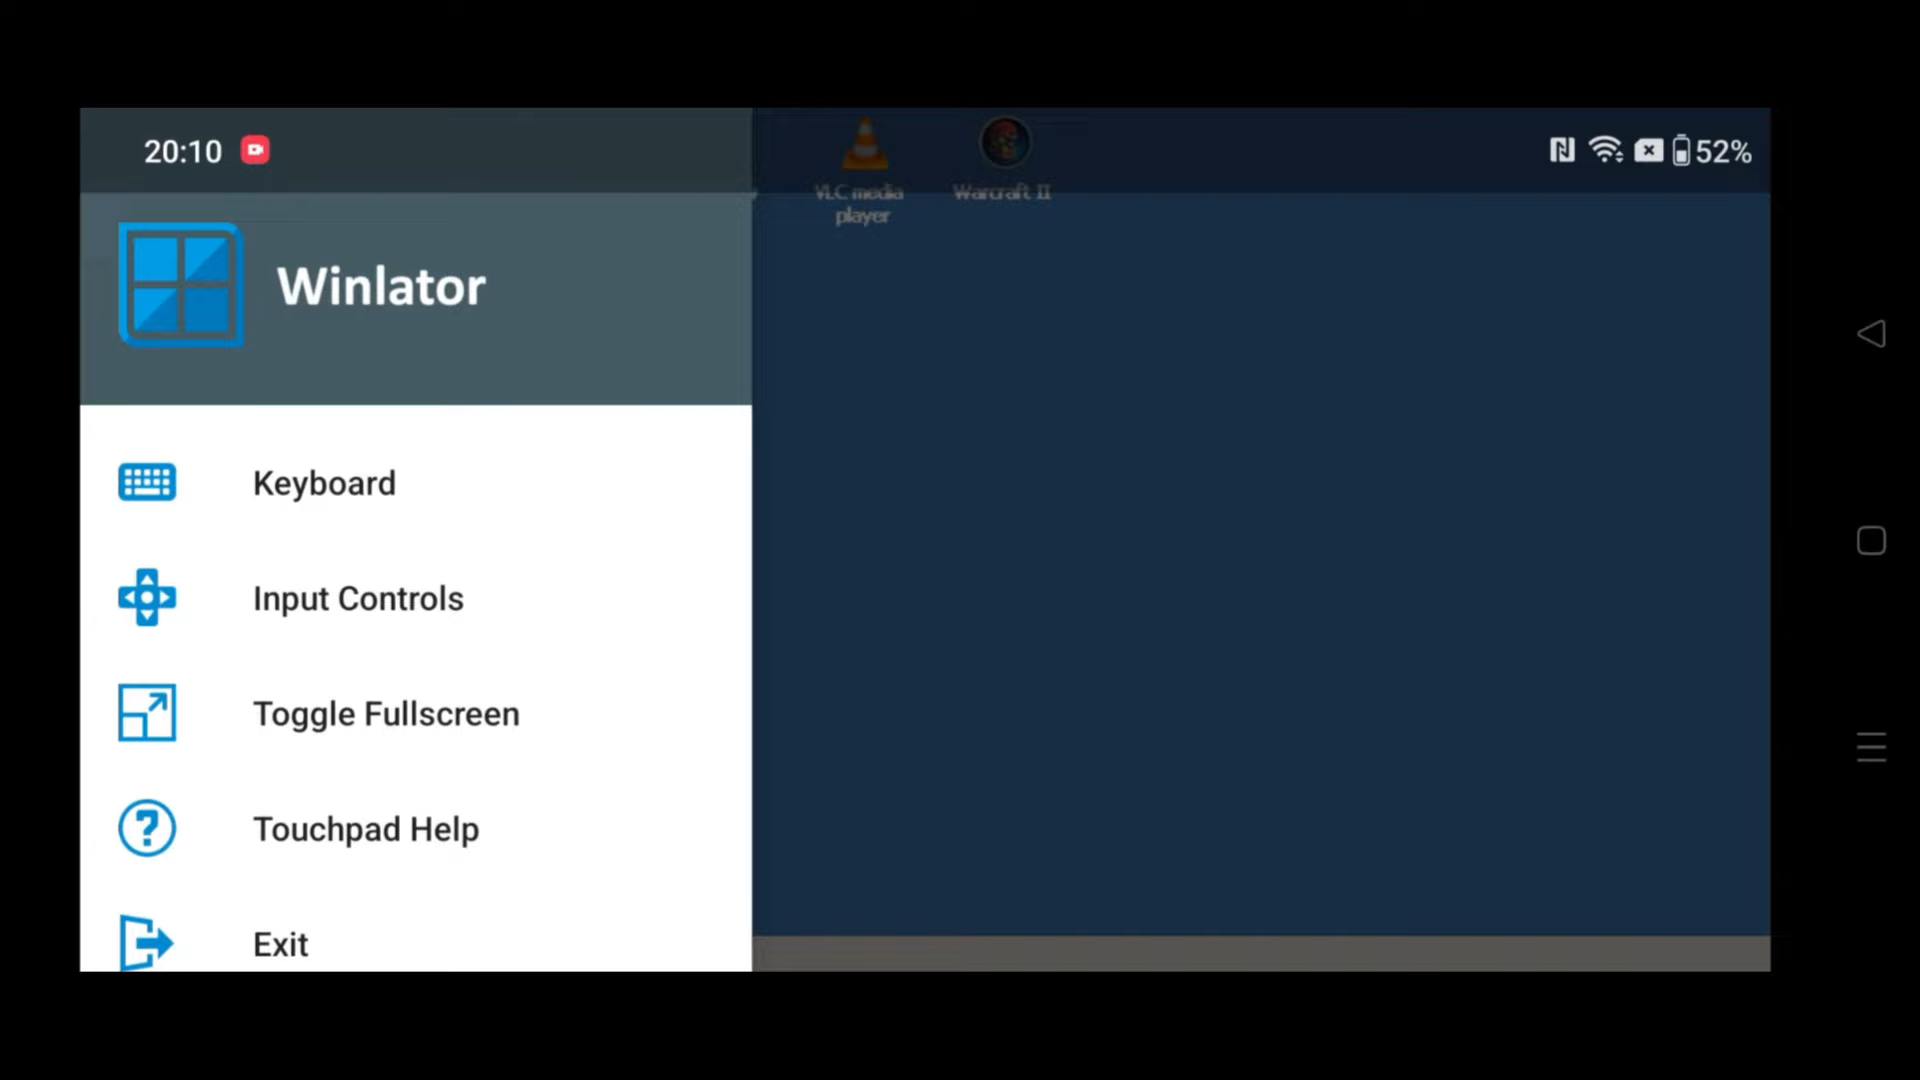 20:10
52%
VLC media
player
Warcraft II
Winlator
Keyboard
Input Controls
Toggle Fullscreen
Touchpad Help
Exit